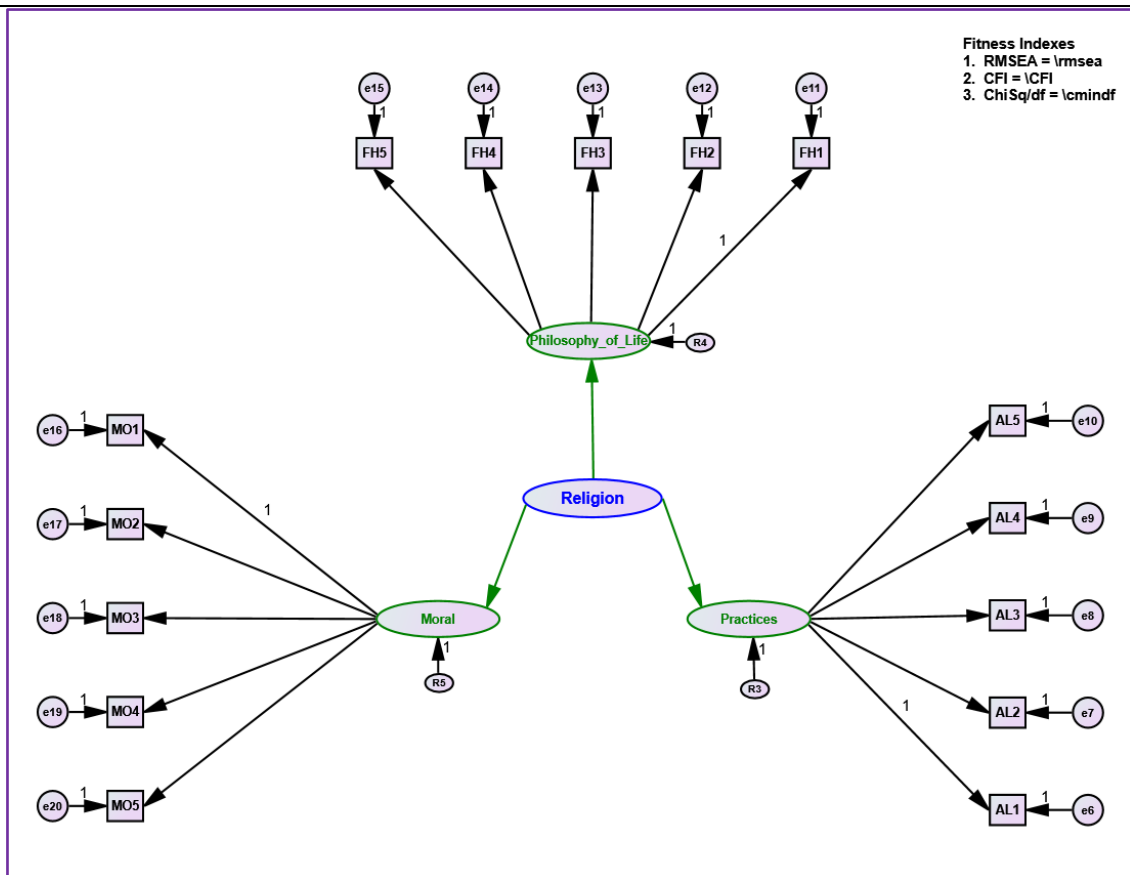 Fitness Indexes
1. RMSEA = \rmsea
2. CFI = \CFI
3. ChiSq/df = \cmindf
e15
e14
e13
e12
e11
1
1
1
1
1
FH5
FH4
FH3
FH2
FH1
1
Philosophy_of_Life
1
R4
Religion
e16
1
MO1
e17
1
MO2
e18
1
MO3
e19
1
MO4
e20
1
MO5
1
Moral
1
R5
Practices
1
R3
1
AL5
1
e10
AL4
1
e9
AL3
1
e8
AL2
1
e7
AL1
1
e6